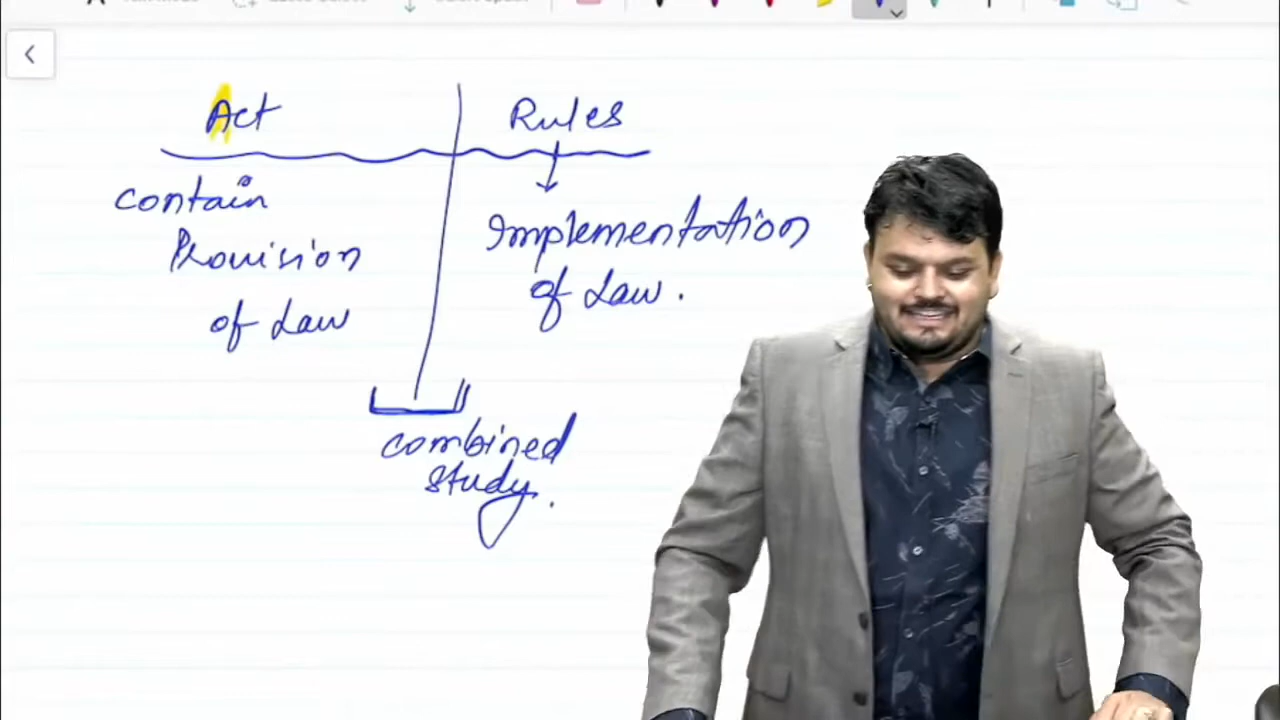 Act
Rules
contain
Provision
of Law
Implementation
of Law.
combined
study.